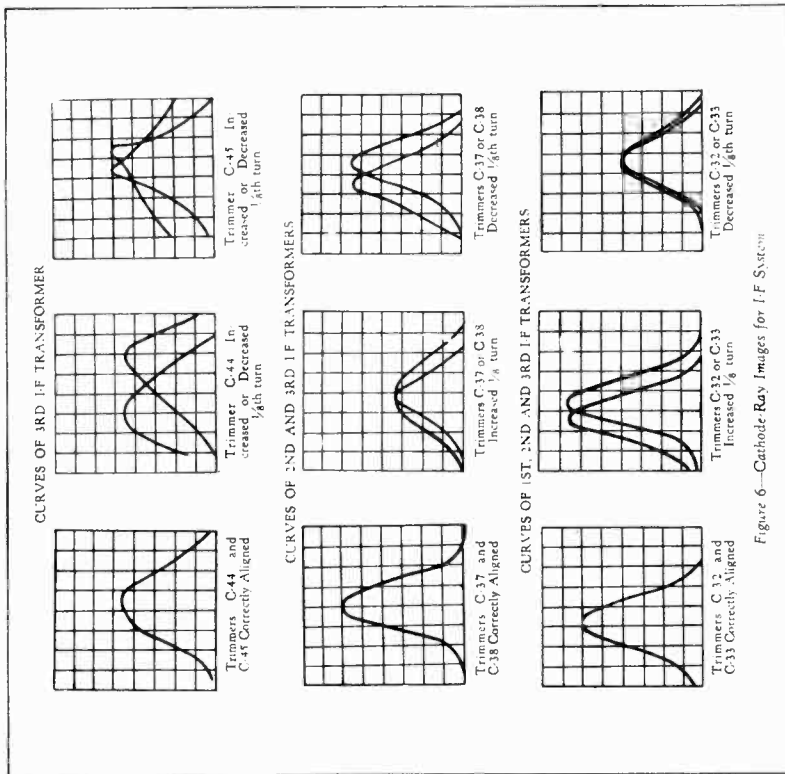 CURVES OF 3RD I-F TRANSFORMER
Trimmers C-44 and
C-45 Correctly Aligned
Trimmer C-44 In
creased or Decreased
1/8th turn
Trimmer C-45 In
creased or Decreased
1/8th turn
CURVES OF 2ND AND 3RD I-F TRANSFORMERS
Trimmers C-37 and
C-38 Correctly Aligned
Trimmers C-37 or C-38
Increased 1/8 turn
Trimmers C-37 or C-38
Decreased 1/8th turn
CURVES OF 1ST, 2ND AND 3RD I-F TRANSFORMERS
Trimmers C-32 and
C-33 Correctly Aligned
Trimmers C-32 or C-33
Increased 1/8 turn
Trimmers C-32 or C-33
Decreased 1/8th turn
Figure 6—Cathode-Ray Images for I-F System